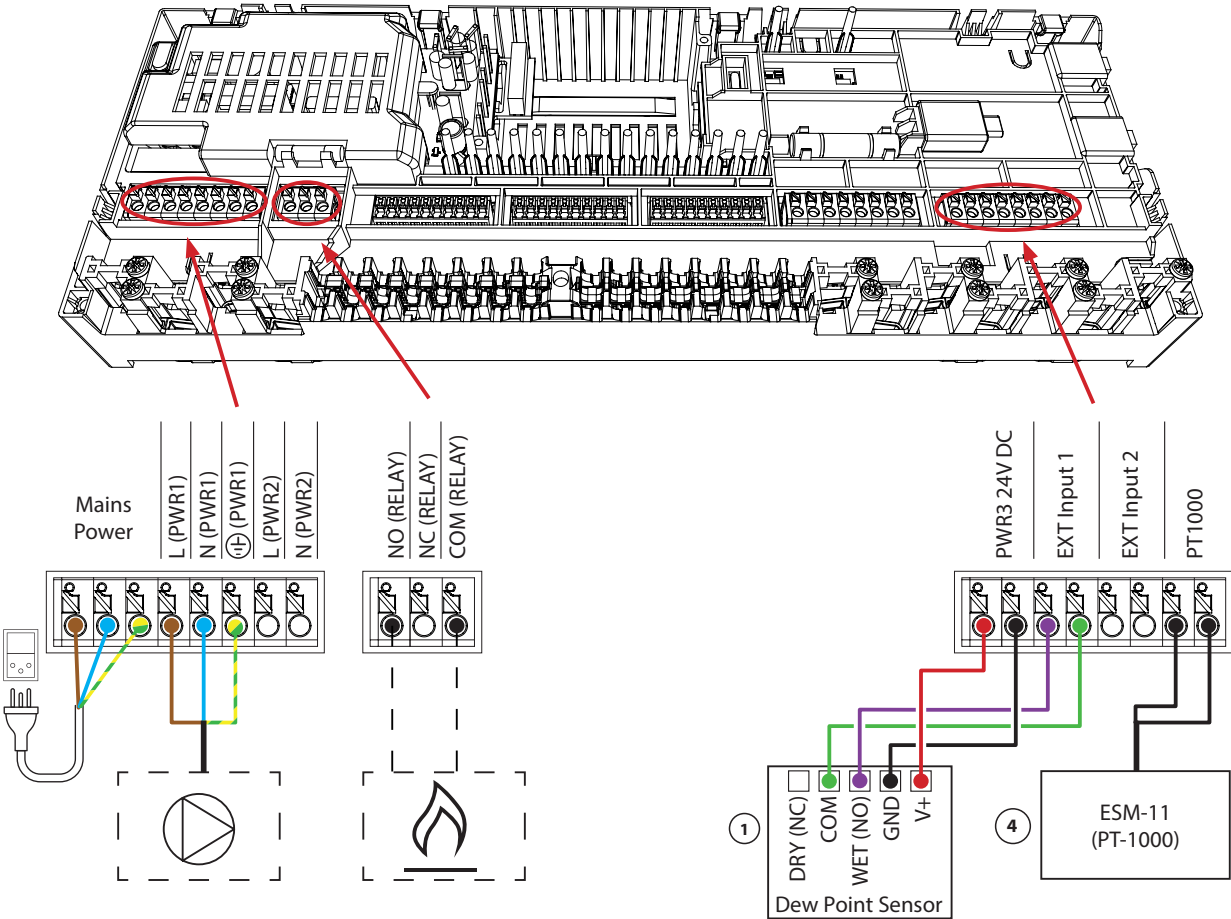 Mains
Power
L (PWR1)
N (PWR1)
⏚ (PWR1)
L (PWR2)
N (PWR2)
NO (RELAY)
NC (RELAY)
COM (RELAY)
PWR3 24V DC
EXT Input 1
EXT Input 2
PT1000
1
DRY (NC)
COM
WET (NO)
GND
V+
Dew Point Sensor
4
ESM-11
(PT-1000)